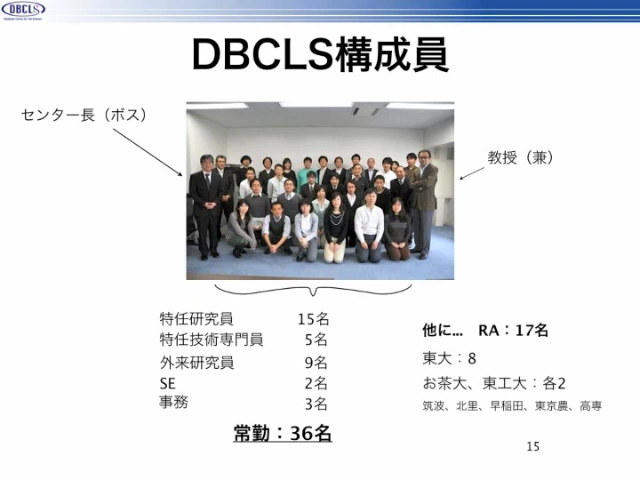 DBCLS
DBCLS構成員
センター長（ボス）
教授（兼）
特任研究員 15名
特任技術専門員 5名
外来研究員 9名
SE 2名
事務 3名
常勤：36名
他に... RA：17名
東大：8
お茶大、東工大：各2
筑波、北里、早稲田、東京農、高専
15